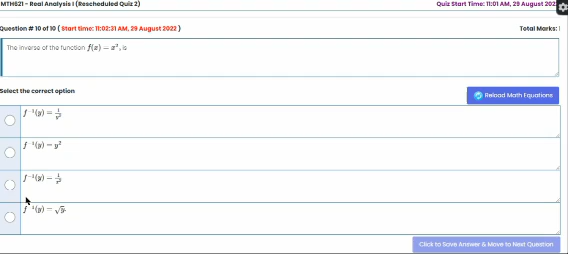 MTH621 - Real Analysis I (Rescheduled Quiz 2)
Quiz Start Time: 11:01 AM, 29 August 202
Question # 10 of 10 ( Start time: 11:02:31 AM, 29 August 2022 )
Total Marks:
The inverse of the function f(x) = x², is
Select the correct option
Reload Math Equations
f⁻¹(y) = 1/y²
f⁻¹(y) = y²
f⁻¹(y) = 1/x²
f⁻¹(y) = √y.
Click to Save Answer & Move to Next Question